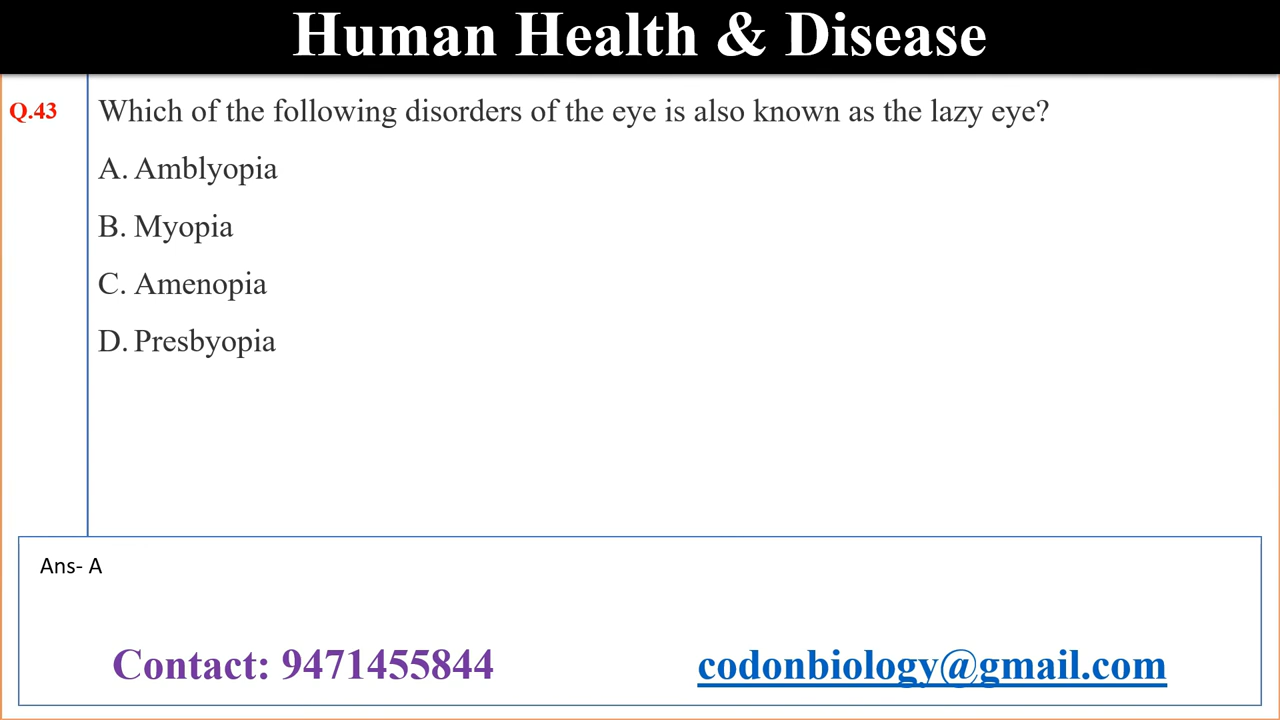 Human Health & Disease
Q.43 Which of the following disorders of the eye is also known as the lazy eye?
A. Amblyopia
B. Myopia
C. Amenopia
D. Presbyopia
Ans- A
Contact: 9471455844 codonbiology@gmail.com